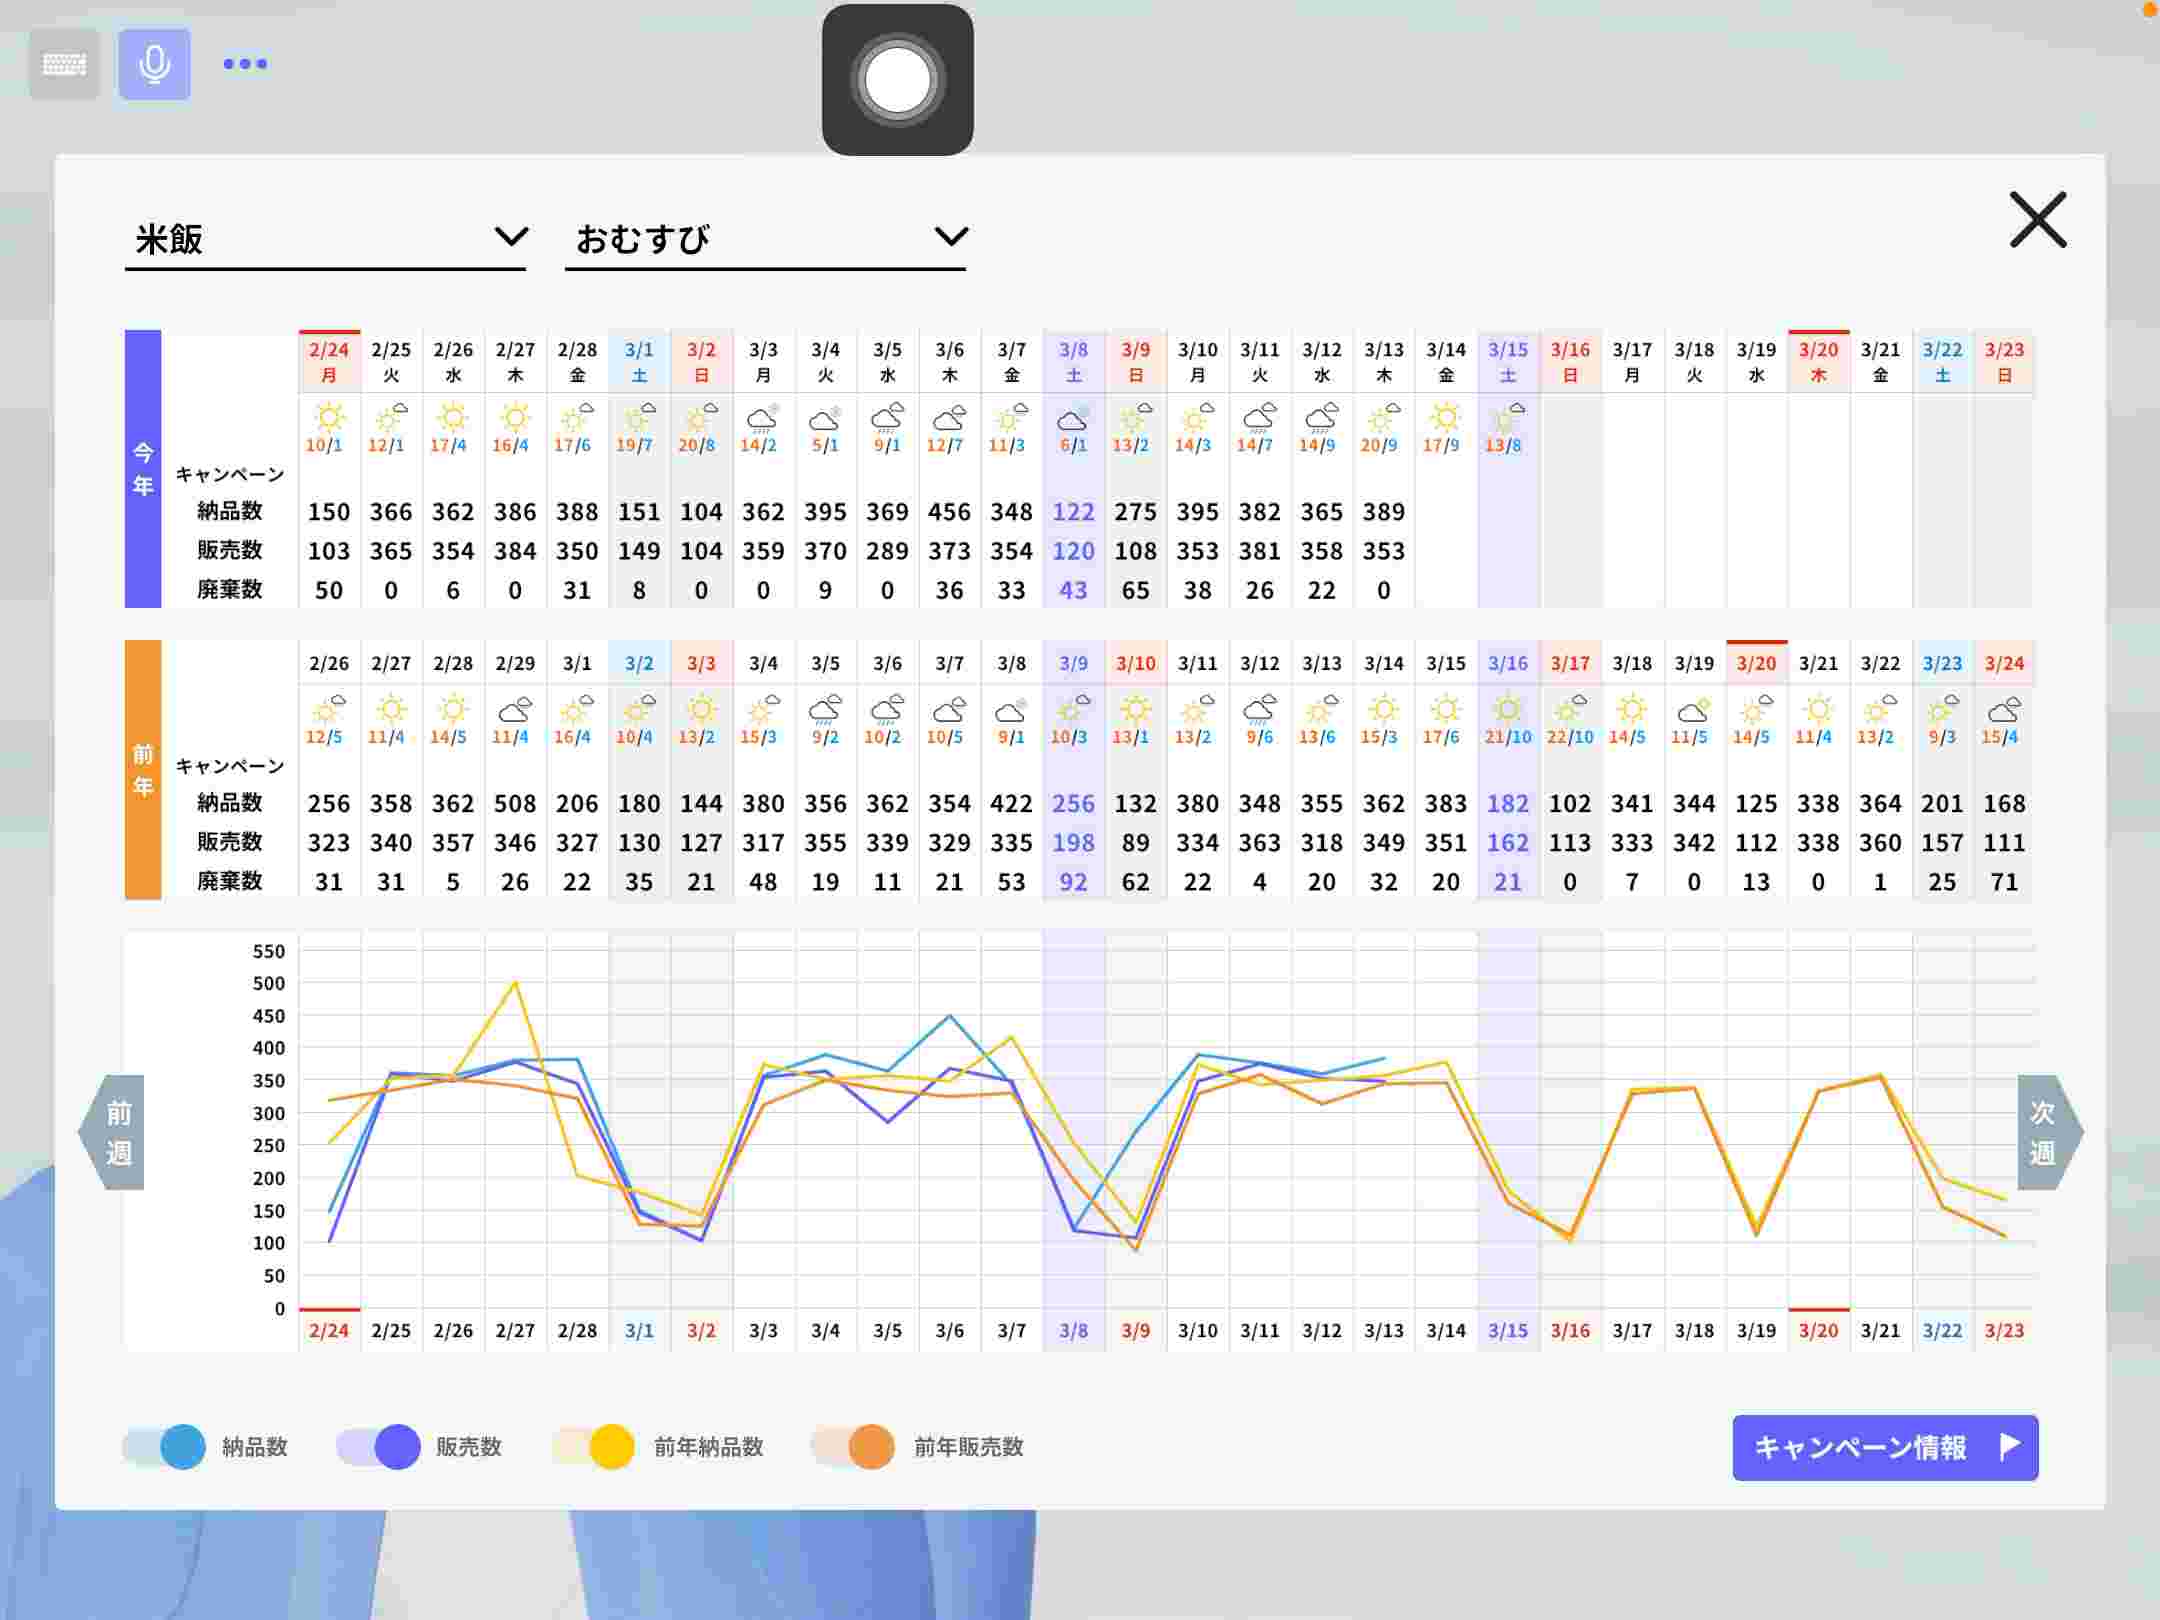 米飯 おむすび
2/24 2/25 2/26 2/27 2/28 3/1 3/2 3/3 3/4 3/5 3/6 3/7 3/8 3/9 3/10 3/11 3/12 3/13 3/14 3/15 3/16 3/17 3/18 3/19 3/20 3/21 3/22 3/23
月 火 水 木 金 土 日 月 火 水 木 金 土 日 月 火 水 木 金 土 日 月 火 水 木 金 土 日
今年
10/1 12/1 17/4 16/4 17/6 19/7 20/8 14/2 5/1 9/1 12/7 11/3 6/1 13/2 14/3 14/7 14/9 20/9 17/9 13/8
キャンペーン
納品数 150 366 362 386 388 151 104 362 395 369 456 348 122 275 395 382 365 389
販売数 103 365 354 384 350 149 104 359 370 289 373 354 120 108 353 381 358 353
廃棄数 50 0 6 0 31 8 0 0 9 0 36 33 43 65 38 26 22 0
前年
2/26 2/27 2/28 2/29 3/1 3/2 3/3 3/4 3/5 3/6 3/7 3/8 3/9 3/10 3/11 3/12 3/13 3/14 3/15 3/16 3/17 3/18 3/19 3/20 3/21 3/22 3/23 3/24
12/5 11/4 14/5 11/4 16/4 10/4 13/2 15/3 9/2 10/2 10/5 9/1 10/3 13/1 13/2 9/6 13/6 15/3 17/6 21/10 22/10 14/5 11/5 14/5 11/4 13/2 9/3 15/4
キャンペーン
納品数 256 358 362 508 206 180 144 380 356 362 354 422 256 132 380 348 355 362 383 182 102 341 344 125 338 364 201 168
販売数 323 340 357 346 327 130 127 317 355 339 329 335 198 89 334 363 318 349 351 162 113 333 342 112 338 360 157 111
廃棄数 31 31 5 26 22 35 21 48 19 11 21 53 92 62 22 4 20 32 20 21 0 7 0 13 0 1 25 71
550
500
450
400
350
300
250
200
150
100
50
0
前週
次週
2/24 2/25 2/26 2/27 2/28 3/1 3/2 3/3 3/4 3/5 3/6 3/7 3/8 3/9 3/10 3/11 3/12 3/13 3/14 3/15 3/16 3/17 3/18 3/19 3/20 3/21 3/22 3/23
納品数 販売数 前年納品数 前年販売数
キャンペーン情報